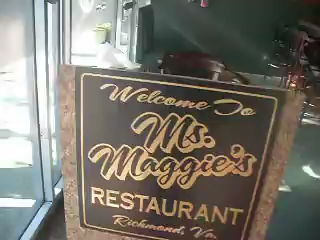 Welcome To
Ms.
Maggie's
RESTAURANT
Richmond, Va.